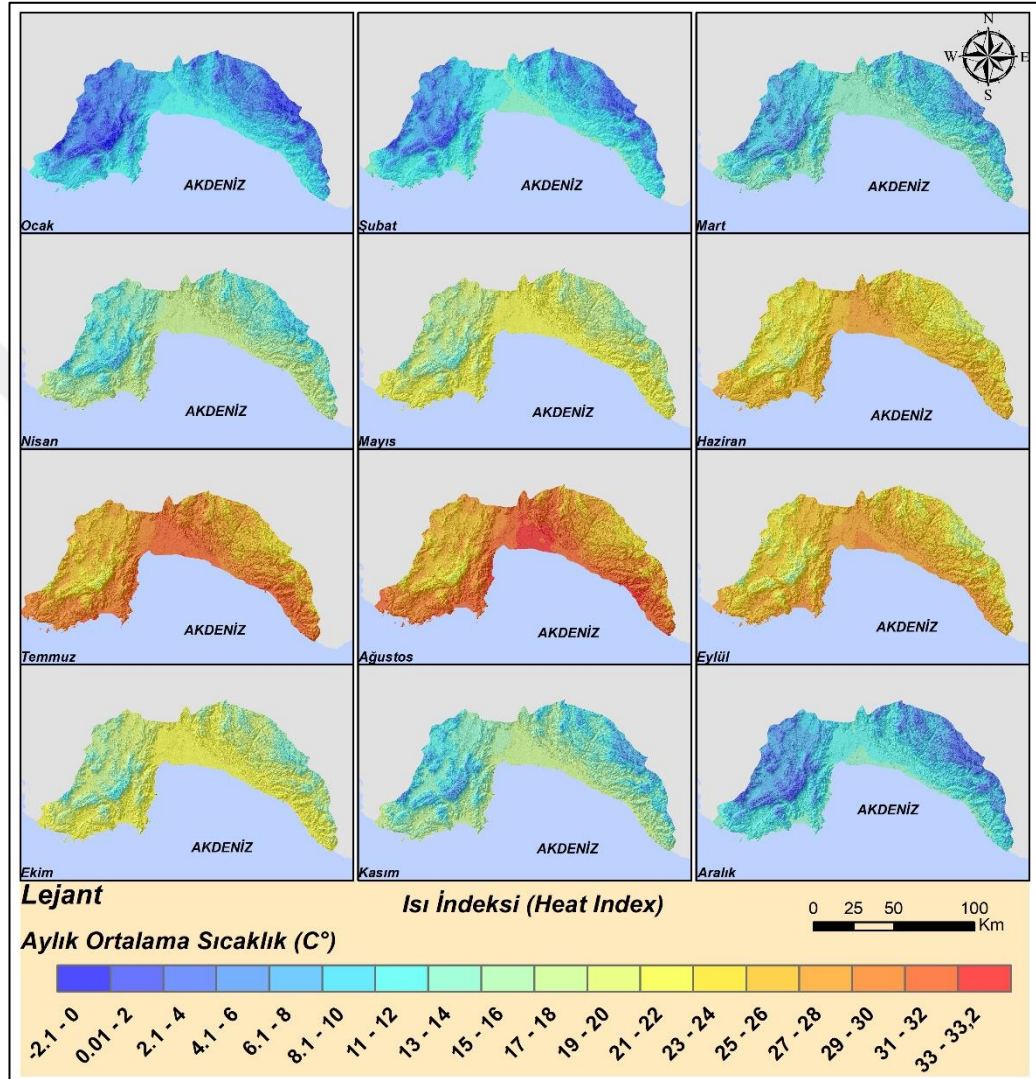 N
W E
S
AKDENİZ
Ocak
AKDENİZ
Şubat
AKDENİZ
Mart
AKDENİZ
Nisan
AKDENİZ
Mayıs
AKDENİZ
Haziran
AKDENİZ
Temmuz
AKDENİZ
Ağustos
AKDENİZ
Eylül
AKDENİZ
Ekim
AKDENİZ
Kasım
AKDENİZ
Aralık
Lejant
Isı İndeksi (Heat Index)
0 25 50 100
Km
Aylık Ortalama Sıcaklık (C°)
-2.1 - 0
0.01 - 2
2.1 - 4
4.1 - 6
6.1 - 8
8.1 - 10
11 - 12
13 - 14
15 - 16
17 - 18
19 - 20
21 - 22
23 - 24
25 - 26
27 - 28
29 - 30
31 - 32
33 - 33,2